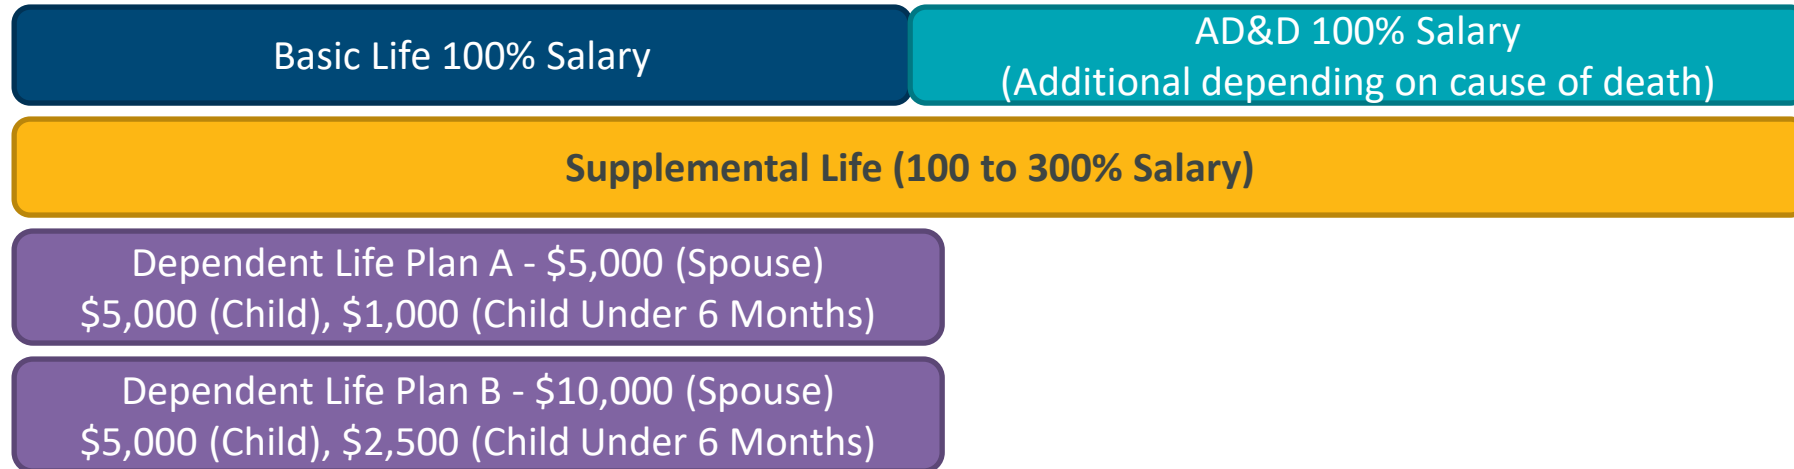 Basic Life 100% Salary
AD&D 100% Salary
(Additional depending on cause of death)
Supplemental Life (100 to 300% Salary)
Dependent Life Plan A - $5,000 (Spouse)
$5,000 (Child), $1,000 (Child Under 6 Months)
Dependent Life Plan B - $10,000 (Spouse)
$5,000 (Child), $2,500 (Child Under 6 Months)